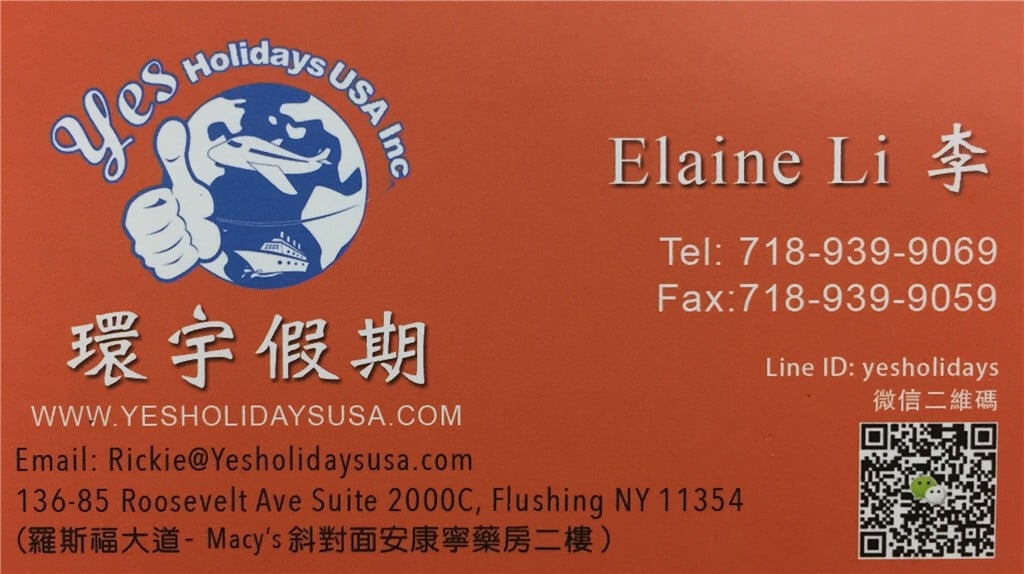 Yes Holidays USA Inc.
環宇假期
WWW.YESHOLIDAYSUSA.COM
Email: Rickie@Yesholidaysusa.com
136-85 Roosevelt Ave Suite 2000C, Flushing NY 11354
(羅斯福大道- Macy's 斜對面安康寧藥房二樓 )
Elaine Li 李
Tel: 718-939-9069
Fax:718-939-9059
Line ID: yesholidays
微信二維碼